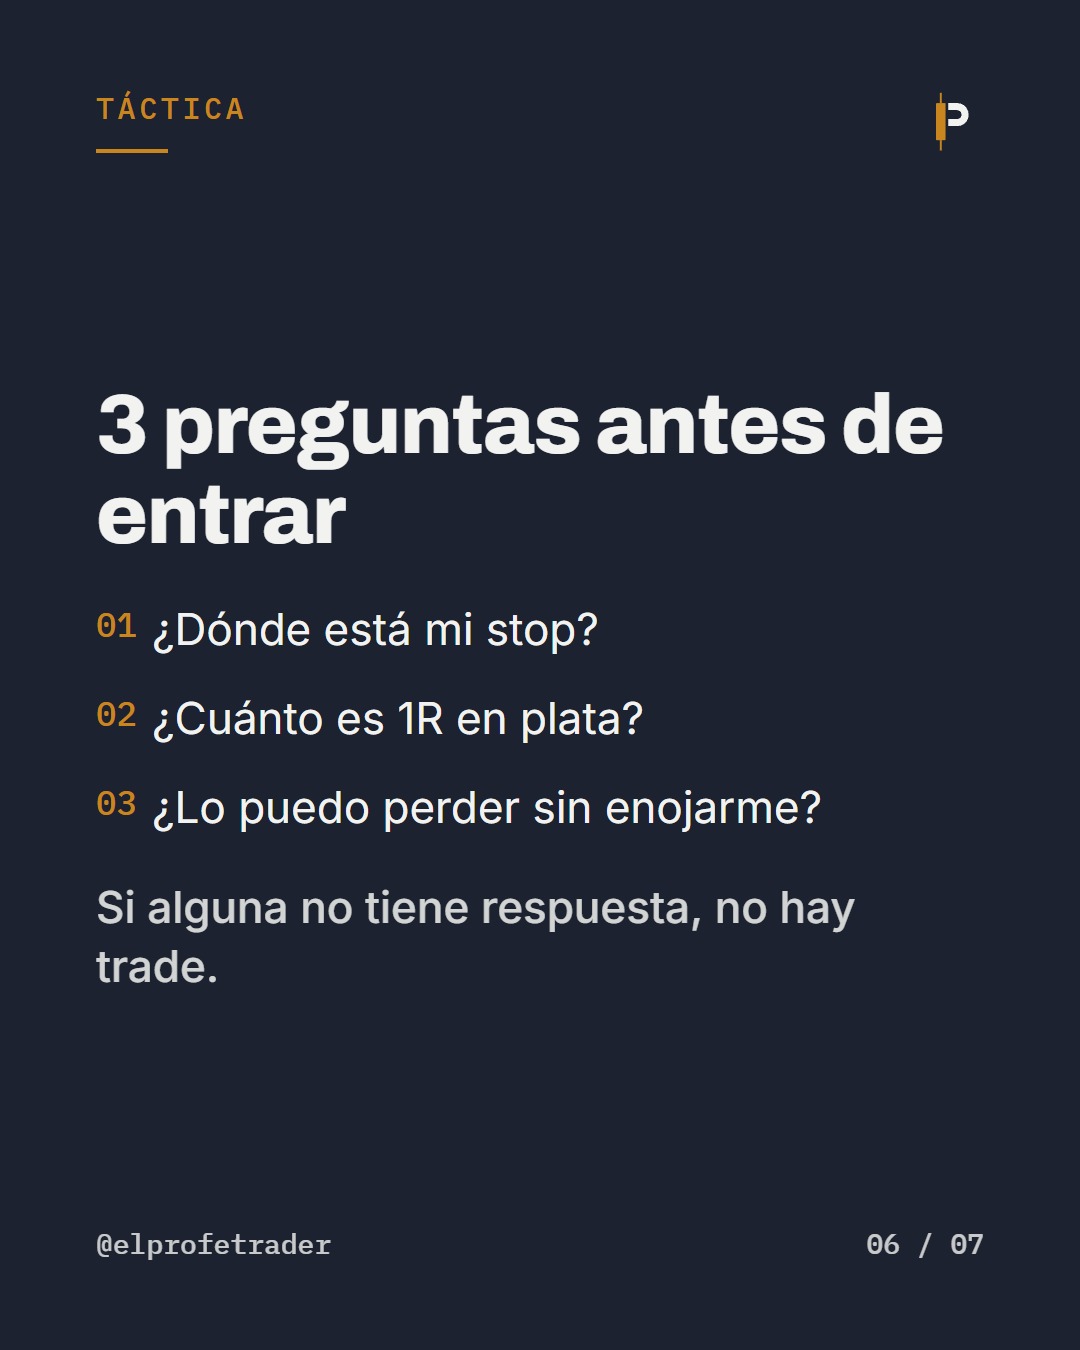 TÁCTICA
3 preguntas antes de
entrar
01 ¿Dónde está mi stop?
02 ¿Cuánto es 1R en plata?
03 ¿Lo puedo perder sin enojarme?
Si alguna no tiene respuesta, no hay
trade.
@elprofetrader
06 / 07